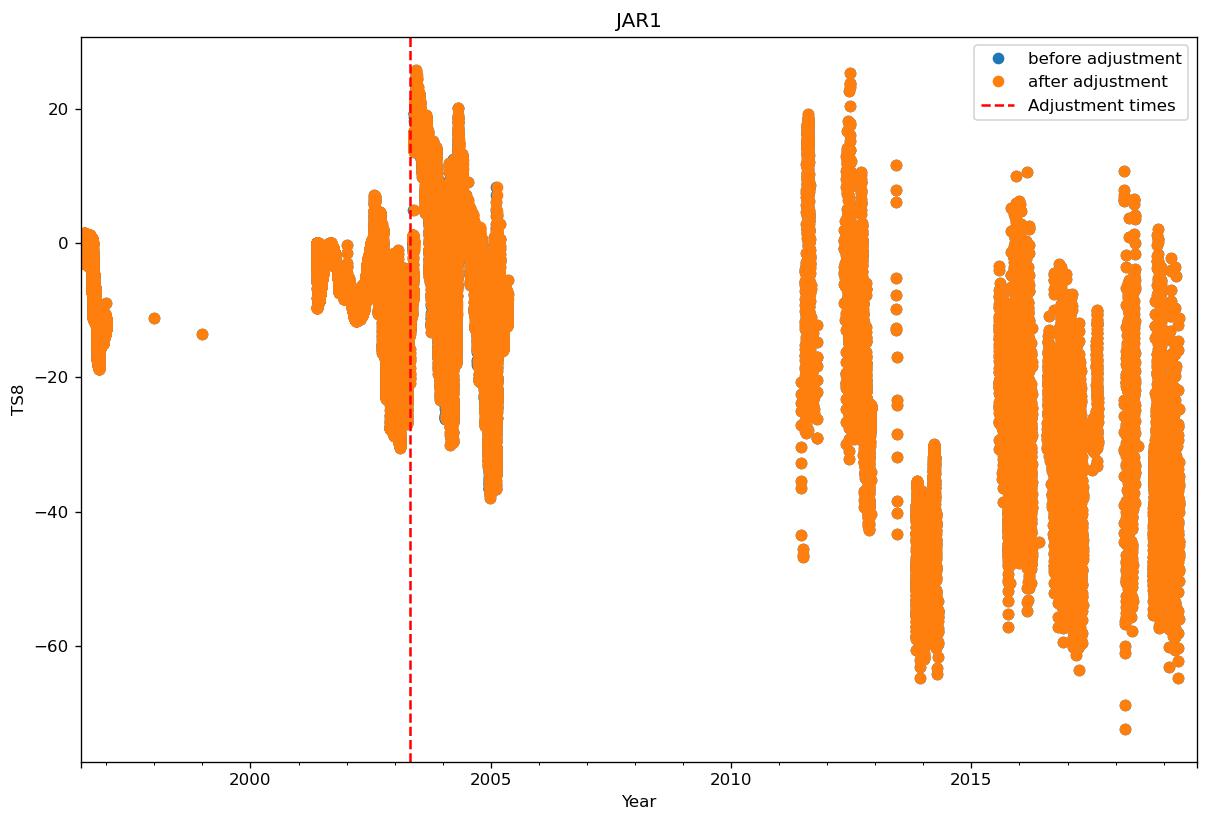 JAR1
before adjustment
after adjustment
Adjustment times
TS8
20
0
−20
−40
−60
2000
2005
2010
2015
Year